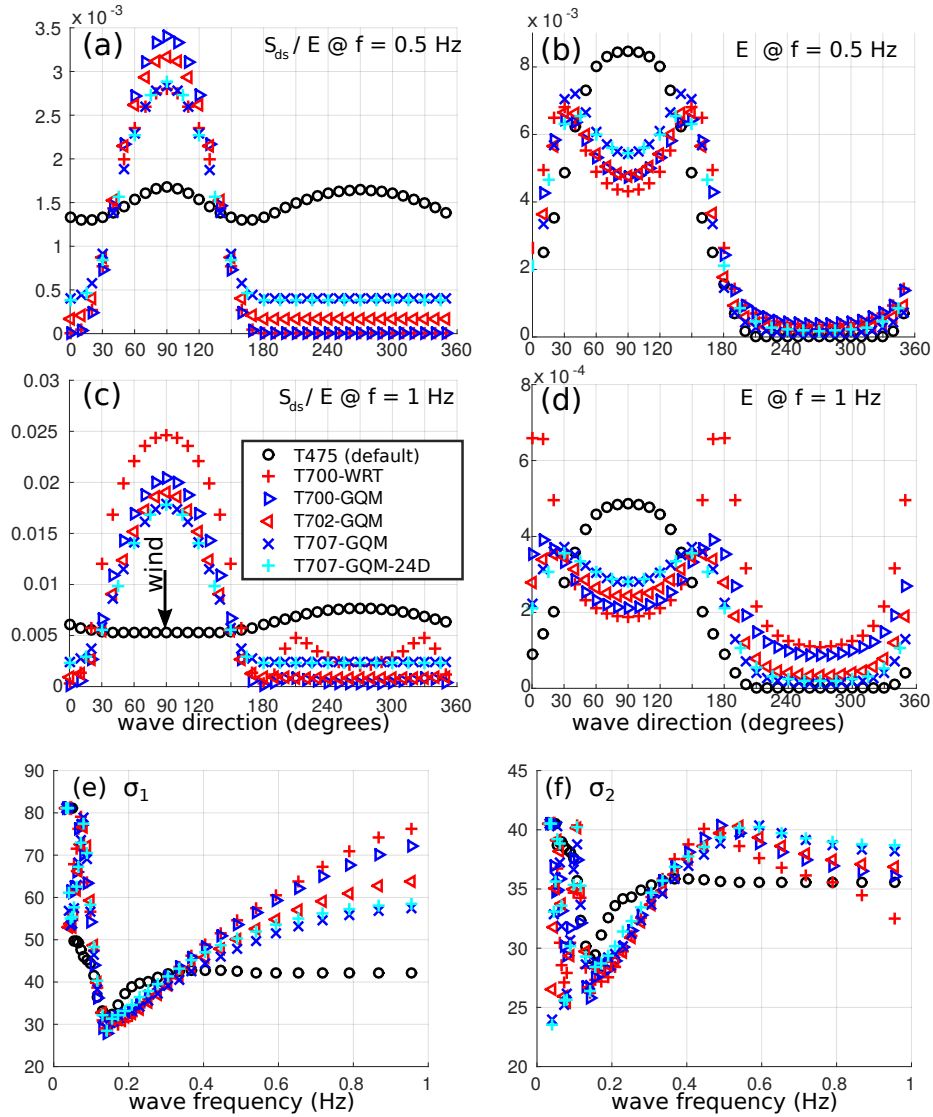 x 10 -3
(a) S_ds / E @ f = 0.5 Hz
3.5
3
2.5
2
1.5
1
0.5
0
0 30 60 90 120 180 240 300 360
x 10 -3
(b) E @ f = 0.5 Hz
8
6
4
2
0
0 30 60 90 120 180 240 300 360
(c) S_ds / E @ f = 1 Hz
0.03
0.025
0.02
0.015
0.01
0.005
0
wind
T475 (default)
T700-WRT
T700-GQM
T702-GQM
T707-GQM
T707-GQM-24D
0 30 60 90 120 180 240 300 360
wave direction (degrees)
x 10 -4
(d) E @ f = 1 Hz
8
6
4
2
0
0 30 60 90 120 180 240 300 360
wave direction (degrees)
(e) σ1
90
80
70
60
50
40
30
20
0 0.2 0.4 0.6 0.8 1
wave frequency (Hz)
(f) σ2
45
40
35
30
25
20
0 0.2 0.4 0.6 0.8 1
wave frequency (Hz)